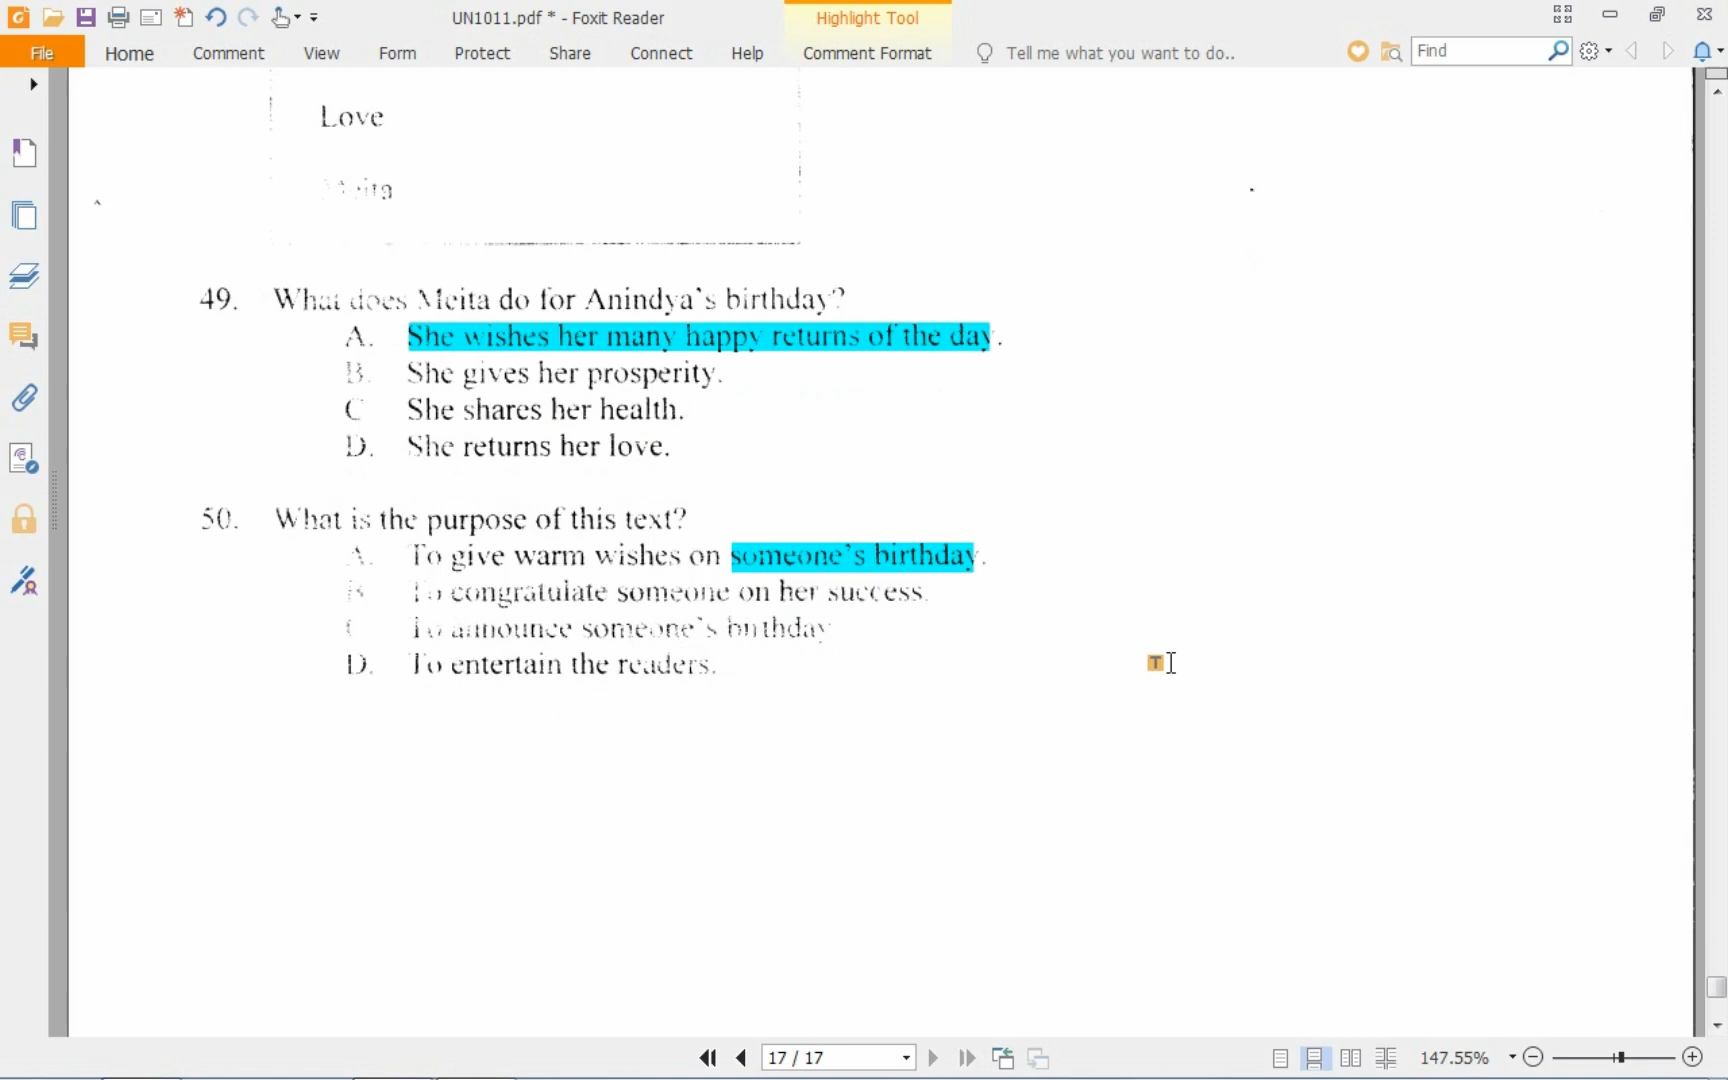 UN1011.pdf * - Foxit Reader
Highlight Tool
File Home Comment View Form Protect Share Connect Help Comment Format Tell me what you want to do.. Find
Love
Meita
49. What does Meita do for Anindya's birthday?
A. She wishes her many happy returns of the day.
B. She gives her prosperity.
C She shares her health.
D. She returns her love.
50. What is the purpose of this text?
A. To give warm wishes on someone's birthday.
B To congratulate someone on her success.
C To announce someone's birthday
D. To entertain the readers.
17 / 17
147.55%